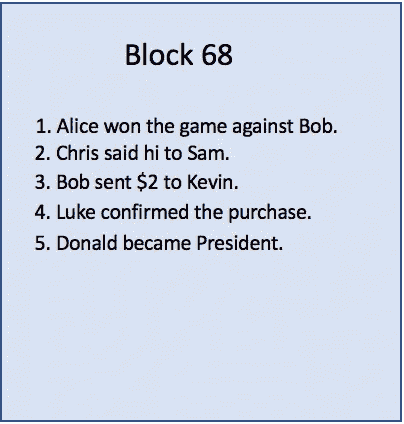 Block 68
1. Alice won the game against Bob.
2. Chris said hi to Sam.
3. Bob sent $2 to Kevin.
4. Luke confirmed the purchase.
5. Donald became President.